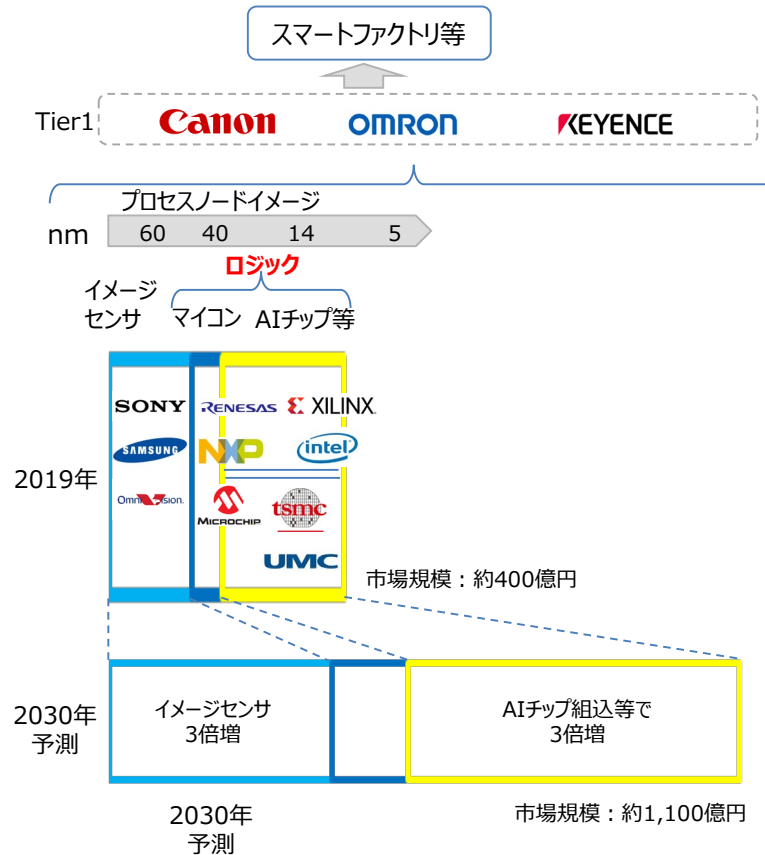 スマートファクトリ等
Tier1
Canon OMRON KEYENCE
プロセスノードイメージ
nm 60 40 14 5
ロジック
イメージ
センサ マイコン AIチップ等
SONY RENESAS XILINX
SAMSUNG NXP intel
2019年
OmniVision. MICROCHIP tsmc
UMC
市場規模：約400億円
2030年
予測
イメージセンサ
3倍増
AIチップ組込等で
3倍増
2030年
予測
市場規模：約1,100億円